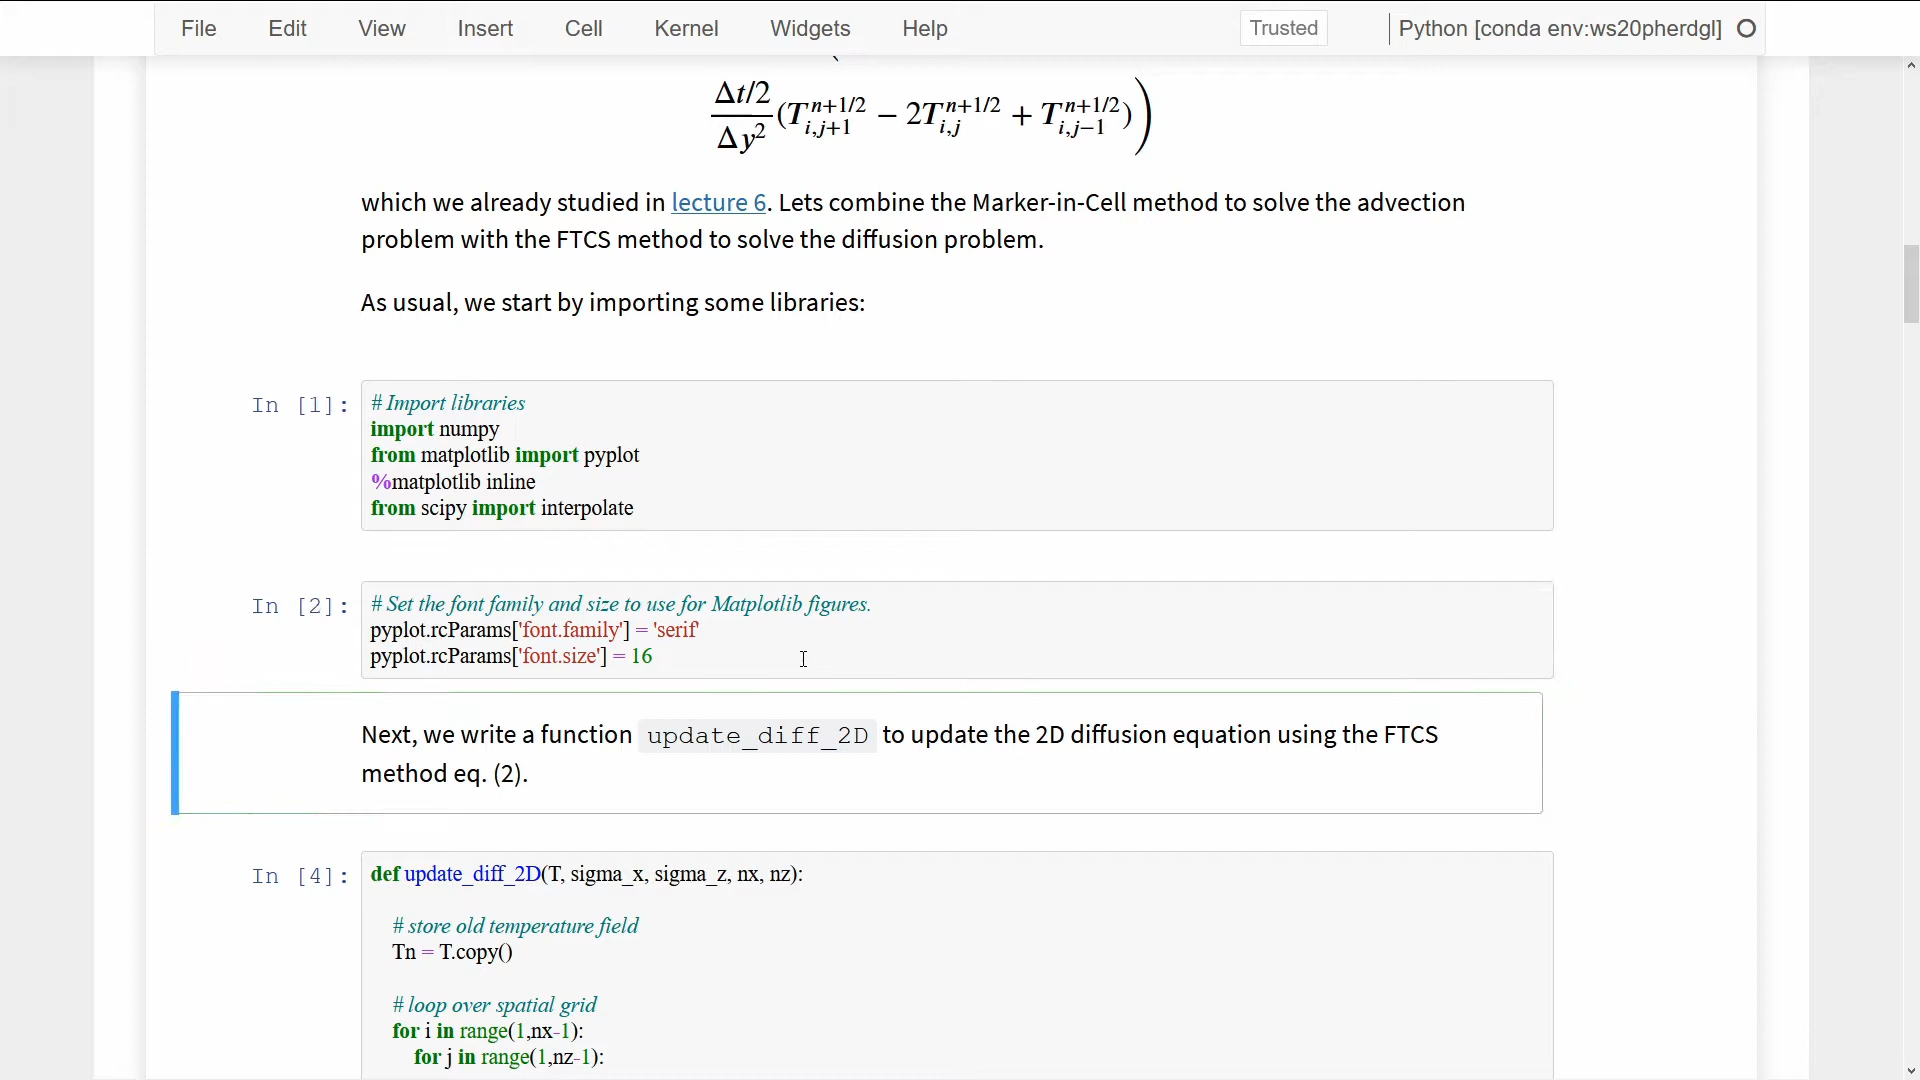 File Edit View Insert Cell Kernel Widgets Help Trusted Python [conda env:ws20pherdgl]
Δt/2 / Δy² (T^{n+1/2}_{i,j+1} − 2T^{n+1/2}_{i,j} + T^{n+1/2}_{i,j−1}))
which we already studied in lecture 6. Lets combine the Marker-in-Cell method to solve the advection
problem with the FTCS method to solve the diffusion problem.
As usual, we start by importing some libraries:
In [1]:
# Import libraries
import numpy
from matplotlib import pyplot
%matplotlib inline
from scipy import interpolate
In [2]:
# Set the font family and size to use for Matplotlib figures.
pyplot.rcParams['font.family'] = 'serif'
pyplot.rcParams['font.size'] = 16
Next, we write a function update_diff_2D to update the 2D diffusion equation using the FTCS
method eq. (2).
In [4]:
def update_diff_2D(T, sigma_x, sigma_z, nx, nz):
# store old temperature field
Tn = T.copy()
# loop over spatial grid
for i in range(1,nx-1):
for j in range(1,nz-1):